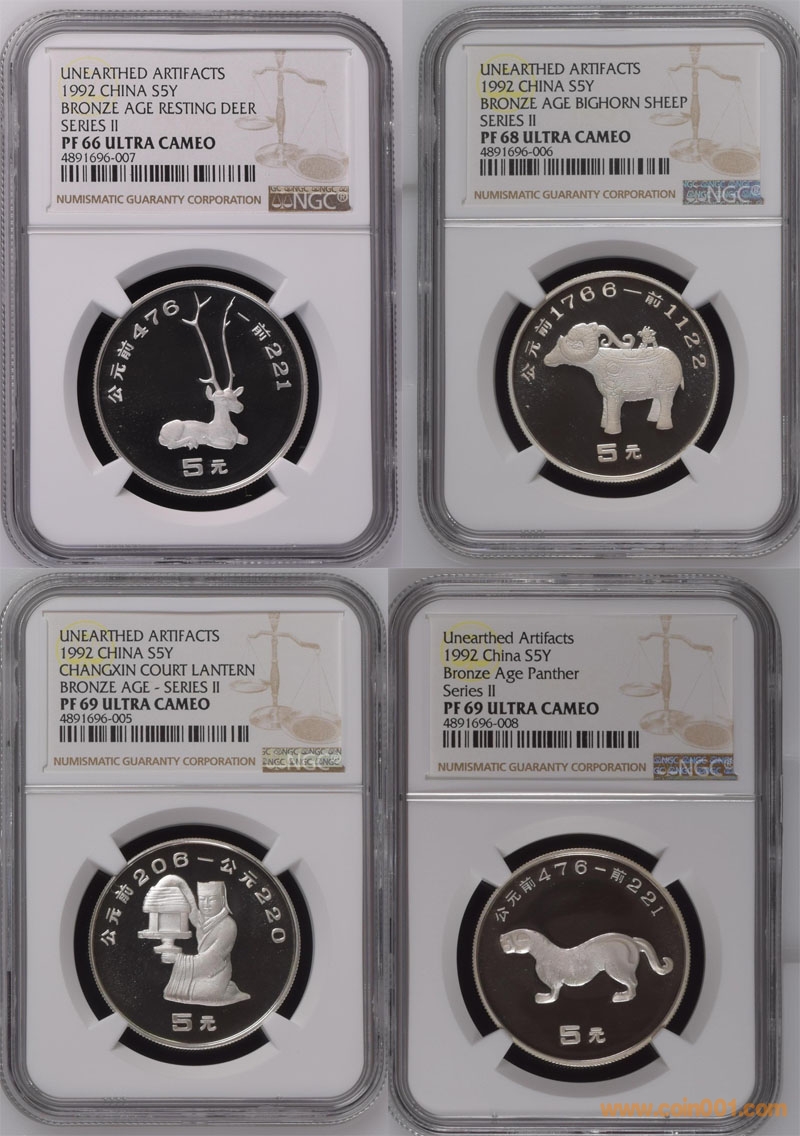 UNEARTHED ARTIFACTS
1992 CHINA S5Y
BRONZE AGE RESTING DEER
SERIES II
PF 66 ULTRA CAMEO
4891696-007
NUMISMATIC GUARANTY CORPORATION
NGC®
公元前476—前221
5元
UNEARTHED ARTIFACTS
1992 CHINA S5Y
BRONZE AGE BIGHORN SHEEP
SERIES II
PF 68 ULTRA CAMEO
4891696-006
NUMISMATIC GUARANTY CORPORATION
NGC
公元前1766—前1122
5元
UNEARTHED ARTIFACTS
1992 CHINA S5Y
CHANGXIN COURT LANTERN
BRONZE AGE - SERIES II
PF 69 ULTRA CAMEO
4891696-005
NUMISMATIC GUARANTY CORPORATION
NGC
公元前206—公元220
5元
Unearthed Artifacts
1992 China S5Y
Bronze Age Panther
Series II
PF 69 ULTRA CAMEO
4891696-008
NUMISMATIC GUARANTY CORPORATION
NGC
公元前476—前221
5元
www.coin001.com